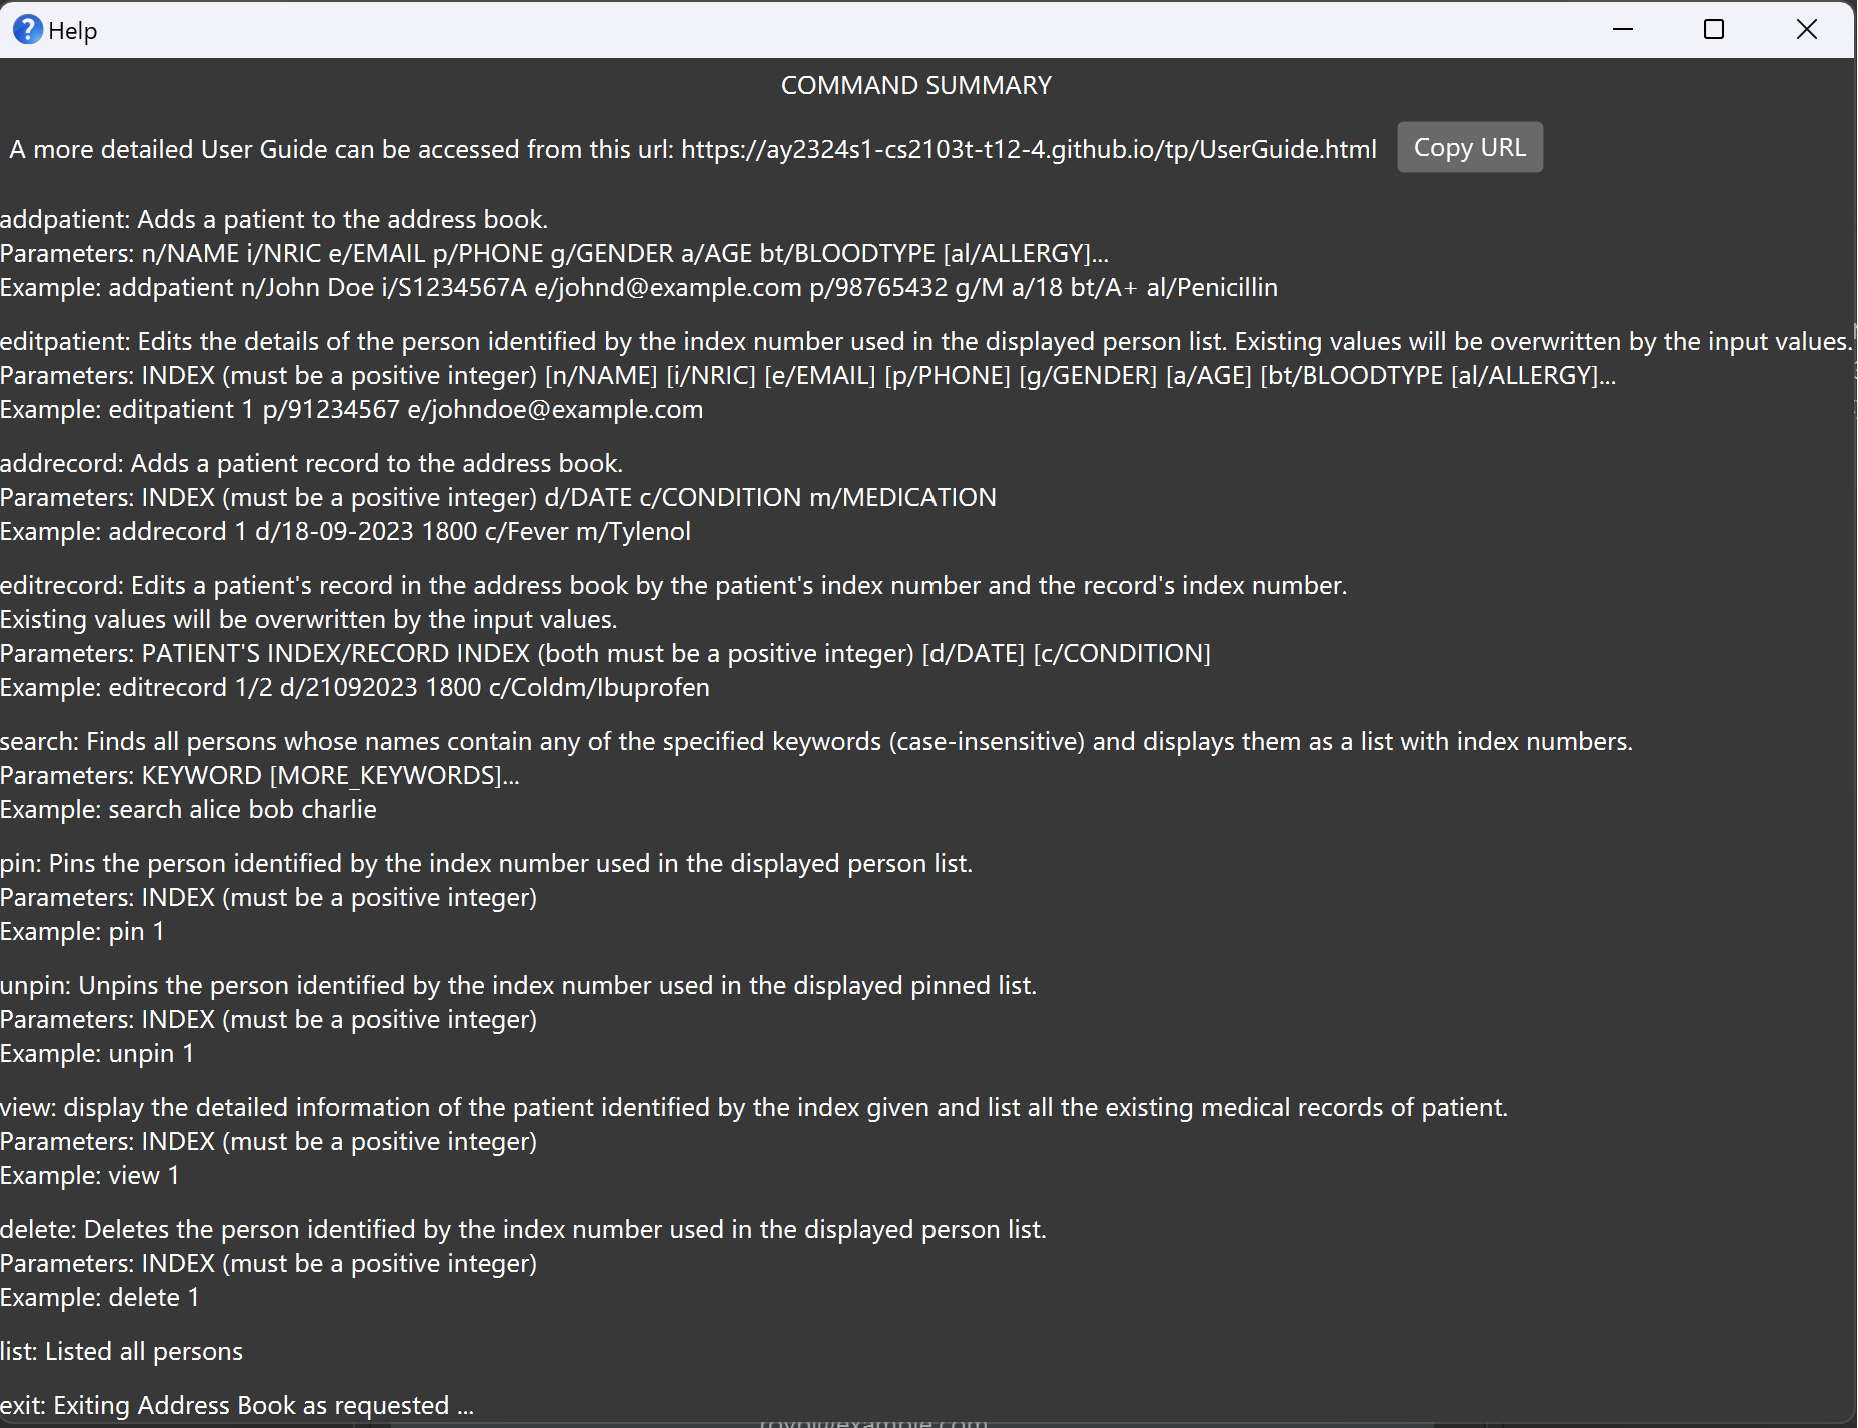 Help
COMMAND SUMMARY
A more detailed User Guide can be accessed from this url: https://ay2324s1-cs2103t-t12-4.github.io/tp/UserGuide.html Copy URL
addpatient: Adds a patient to the address book.
Parameters: n/NAME i/NRIC e/EMAIL p/PHONE g/GENDER a/AGE bt/BLOODTYPE [al/ALLERGY]...
Example: addpatient n/John Doe i/S1234567A e/johnd@example.com p/98765432 g/M a/18 bt/A+ al/Penicillin
editpatient: Edits the details of the person identified by the index number used in the displayed person list. Existing values will be overwritten by the input values.
Parameters: INDEX (must be a positive integer) [n/NAME] [i/NRIC] [e/EMAIL] [p/PHONE] [g/GENDER] [a/AGE] [bt/BLOODTYPE [al/ALLERGY]...
Example: editpatient 1 p/91234567 e/johndoe@example.com
addrecord: Adds a patient record to the address book.
Parameters: INDEX (must be a positive integer) d/DATE c/CONDITION m/MEDICATION
Example: addrecord 1 d/18-09-2023 1800 c/Fever m/Tylenol
editrecord: Edits a patient's record in the address book by the patient's index number and the record's index number.
Existing values will be overwritten by the input values.
Parameters: PATIENT'S INDEX/RECORD INDEX (both must be a positive integer) [d/DATE] [c/CONDITION]
Example: editrecord 1/2 d/21092023 1800 c/Coldm/Ibuprofen
search: Finds all persons whose names contain any of the specified keywords (case-insensitive) and displays them as a list with index numbers.
Parameters: KEYWORD [MORE_KEYWORDS]...
Example: search alice bob charlie
pin: Pins the person identified by the index number used in the displayed person list.
Parameters: INDEX (must be a positive integer)
Example: pin 1
unpin: Unpins the person identified by the index number used in the displayed pinned list.
Parameters: INDEX (must be a positive integer)
Example: unpin 1
view: display the detailed information of the patient identified by the index given and list all the existing medical records of patient.
Parameters: INDEX (must be a positive integer)
Example: view 1
delete: Deletes the person identified by the index number used in the displayed person list.
Parameters: INDEX (must be a positive integer)
Example: delete 1
list: Listed all persons
exit: Exiting Address Book as requested ...